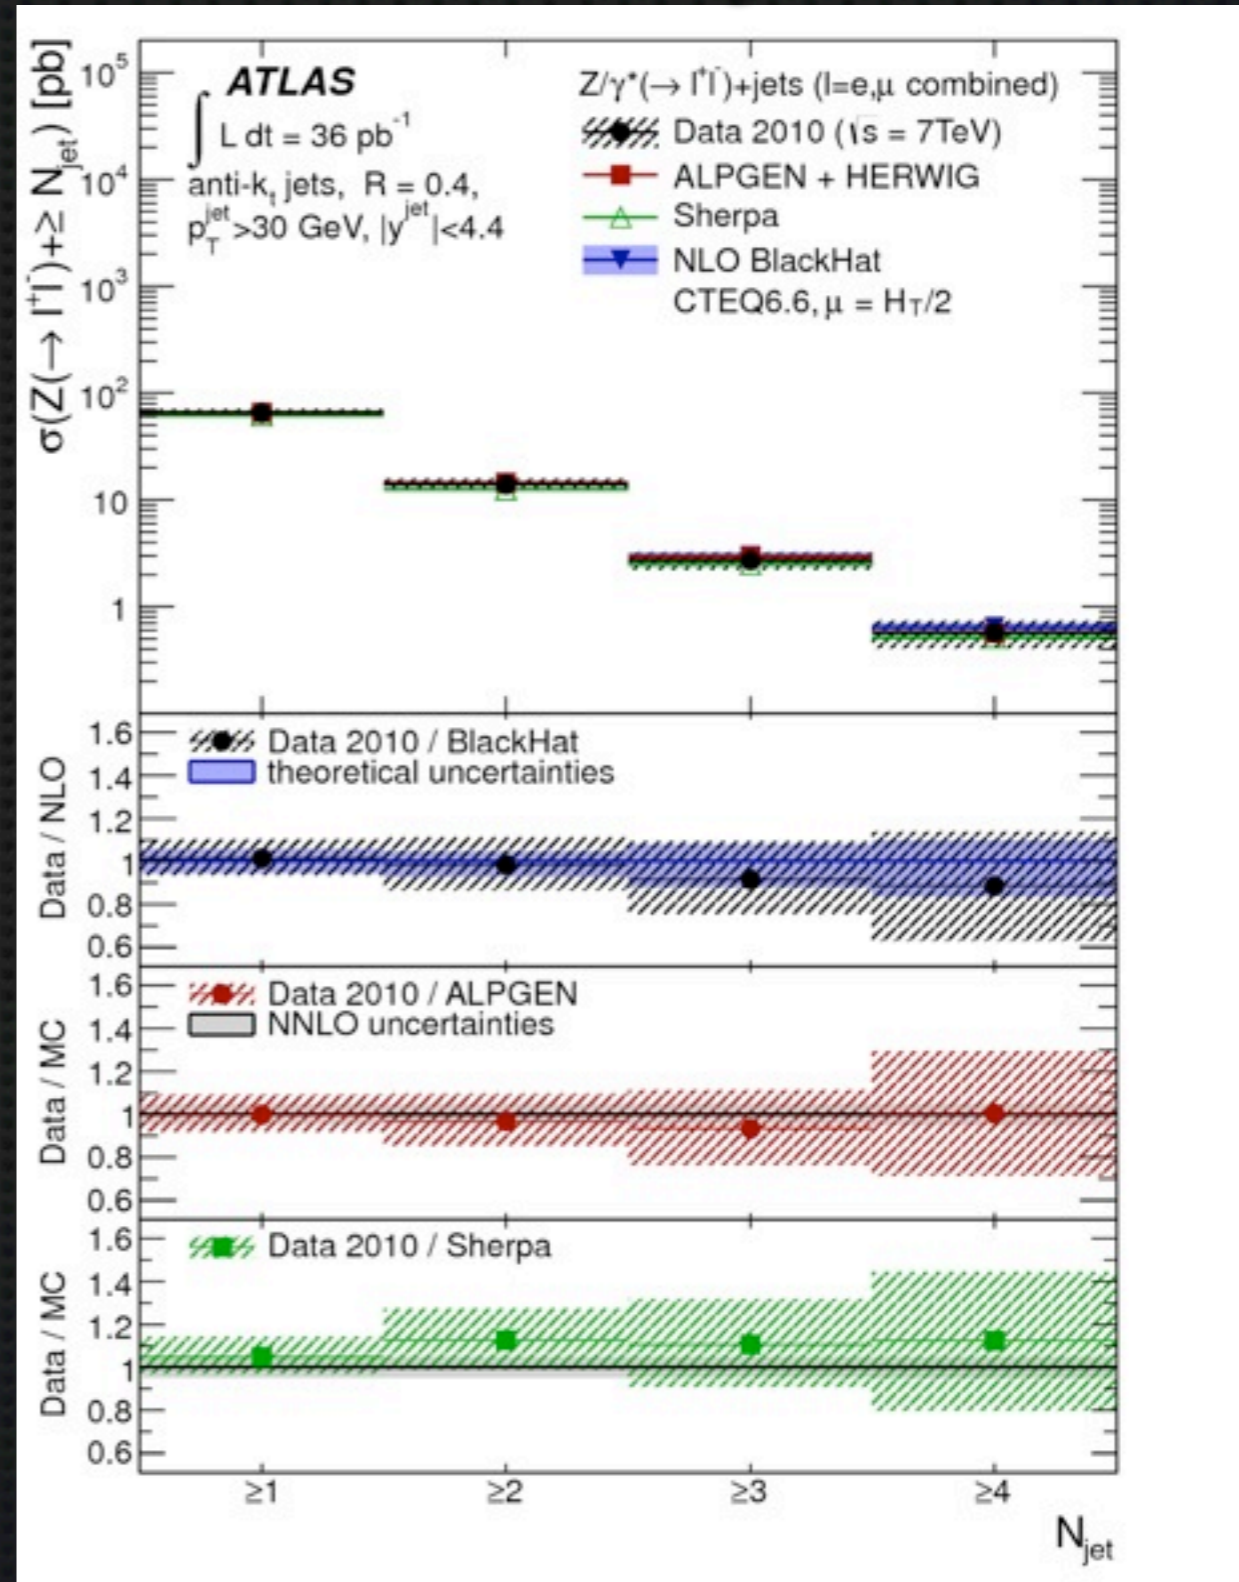 σ(Z(→ l⁺l⁻)+≥ N_jet) [pb]
10⁵
10⁴
10³
10²
10
1
ATLAS
∫ L dt = 36 pb⁻¹
anti-k_t jets, R = 0.4,
p_T^jet >30 GeV, |y^jet|<4.4
Z/γ*(→ l⁺l⁻)+jets (l=e,μ combined)
Data 2010 (√s = 7TeV)
ALPGEN + HERWIG
Sherpa
NLO BlackHat
CTEQ6.6, μ = H_T/2
Data / NLO
1.6
1.4
1.2
1
0.8
0.6
Data 2010 / BlackHat
theoretical uncertainties
Data / MC
1.6
1.4
1.2
1
0.8
0.6
Data 2010 / ALPGEN
NNLO uncertainties
Data / MC
1.6
1.4
1.2
1
0.8
0.6
Data 2010 / Sherpa
≥1 ≥2 ≥3 ≥4
N_jet